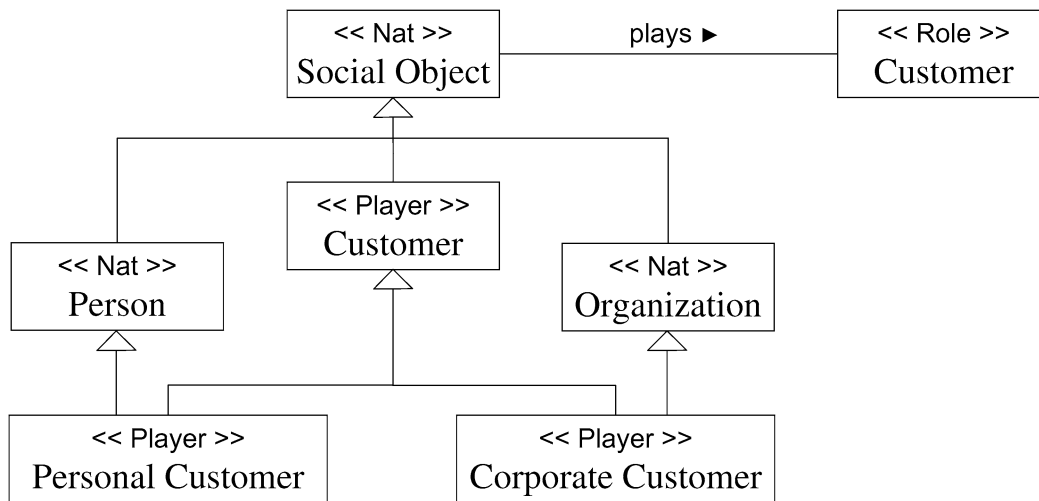 << Nat >>
Social Object
plays ►
<< Role >>
Customer
<< Player >>
Customer
<< Nat >>
Person
<< Nat >>
Organization
<< Player >>
Personal Customer
<< Player >>
Corporate Customer